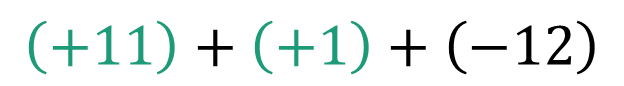 (+11) + (+1) + (−12)